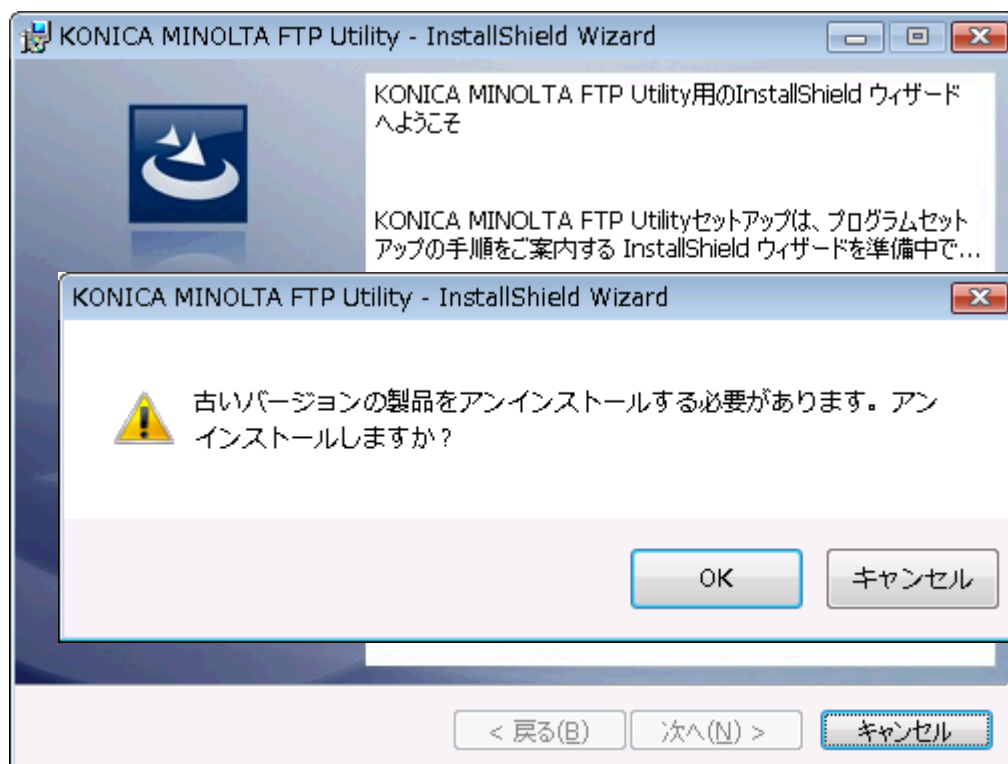 KONICA MINOLTA FTP Utility - InstallShield Wizard
KONICA MINOLTA FTP Utility用のInstallShield ウィザード
へようこそ
KONICA MINOLTA FTP Utilityセットアップは、プログラムセット
アップの手順をご案内する InstallShield ウィザードを準備中で...
KONICA MINOLTA FTP Utility - InstallShield Wizard
古いバージョンの製品をアンインストールする必要があります。アン
インストールしますか？
OK
キャンセル
< 戻る(B)
次へ(N) >
キャンセル